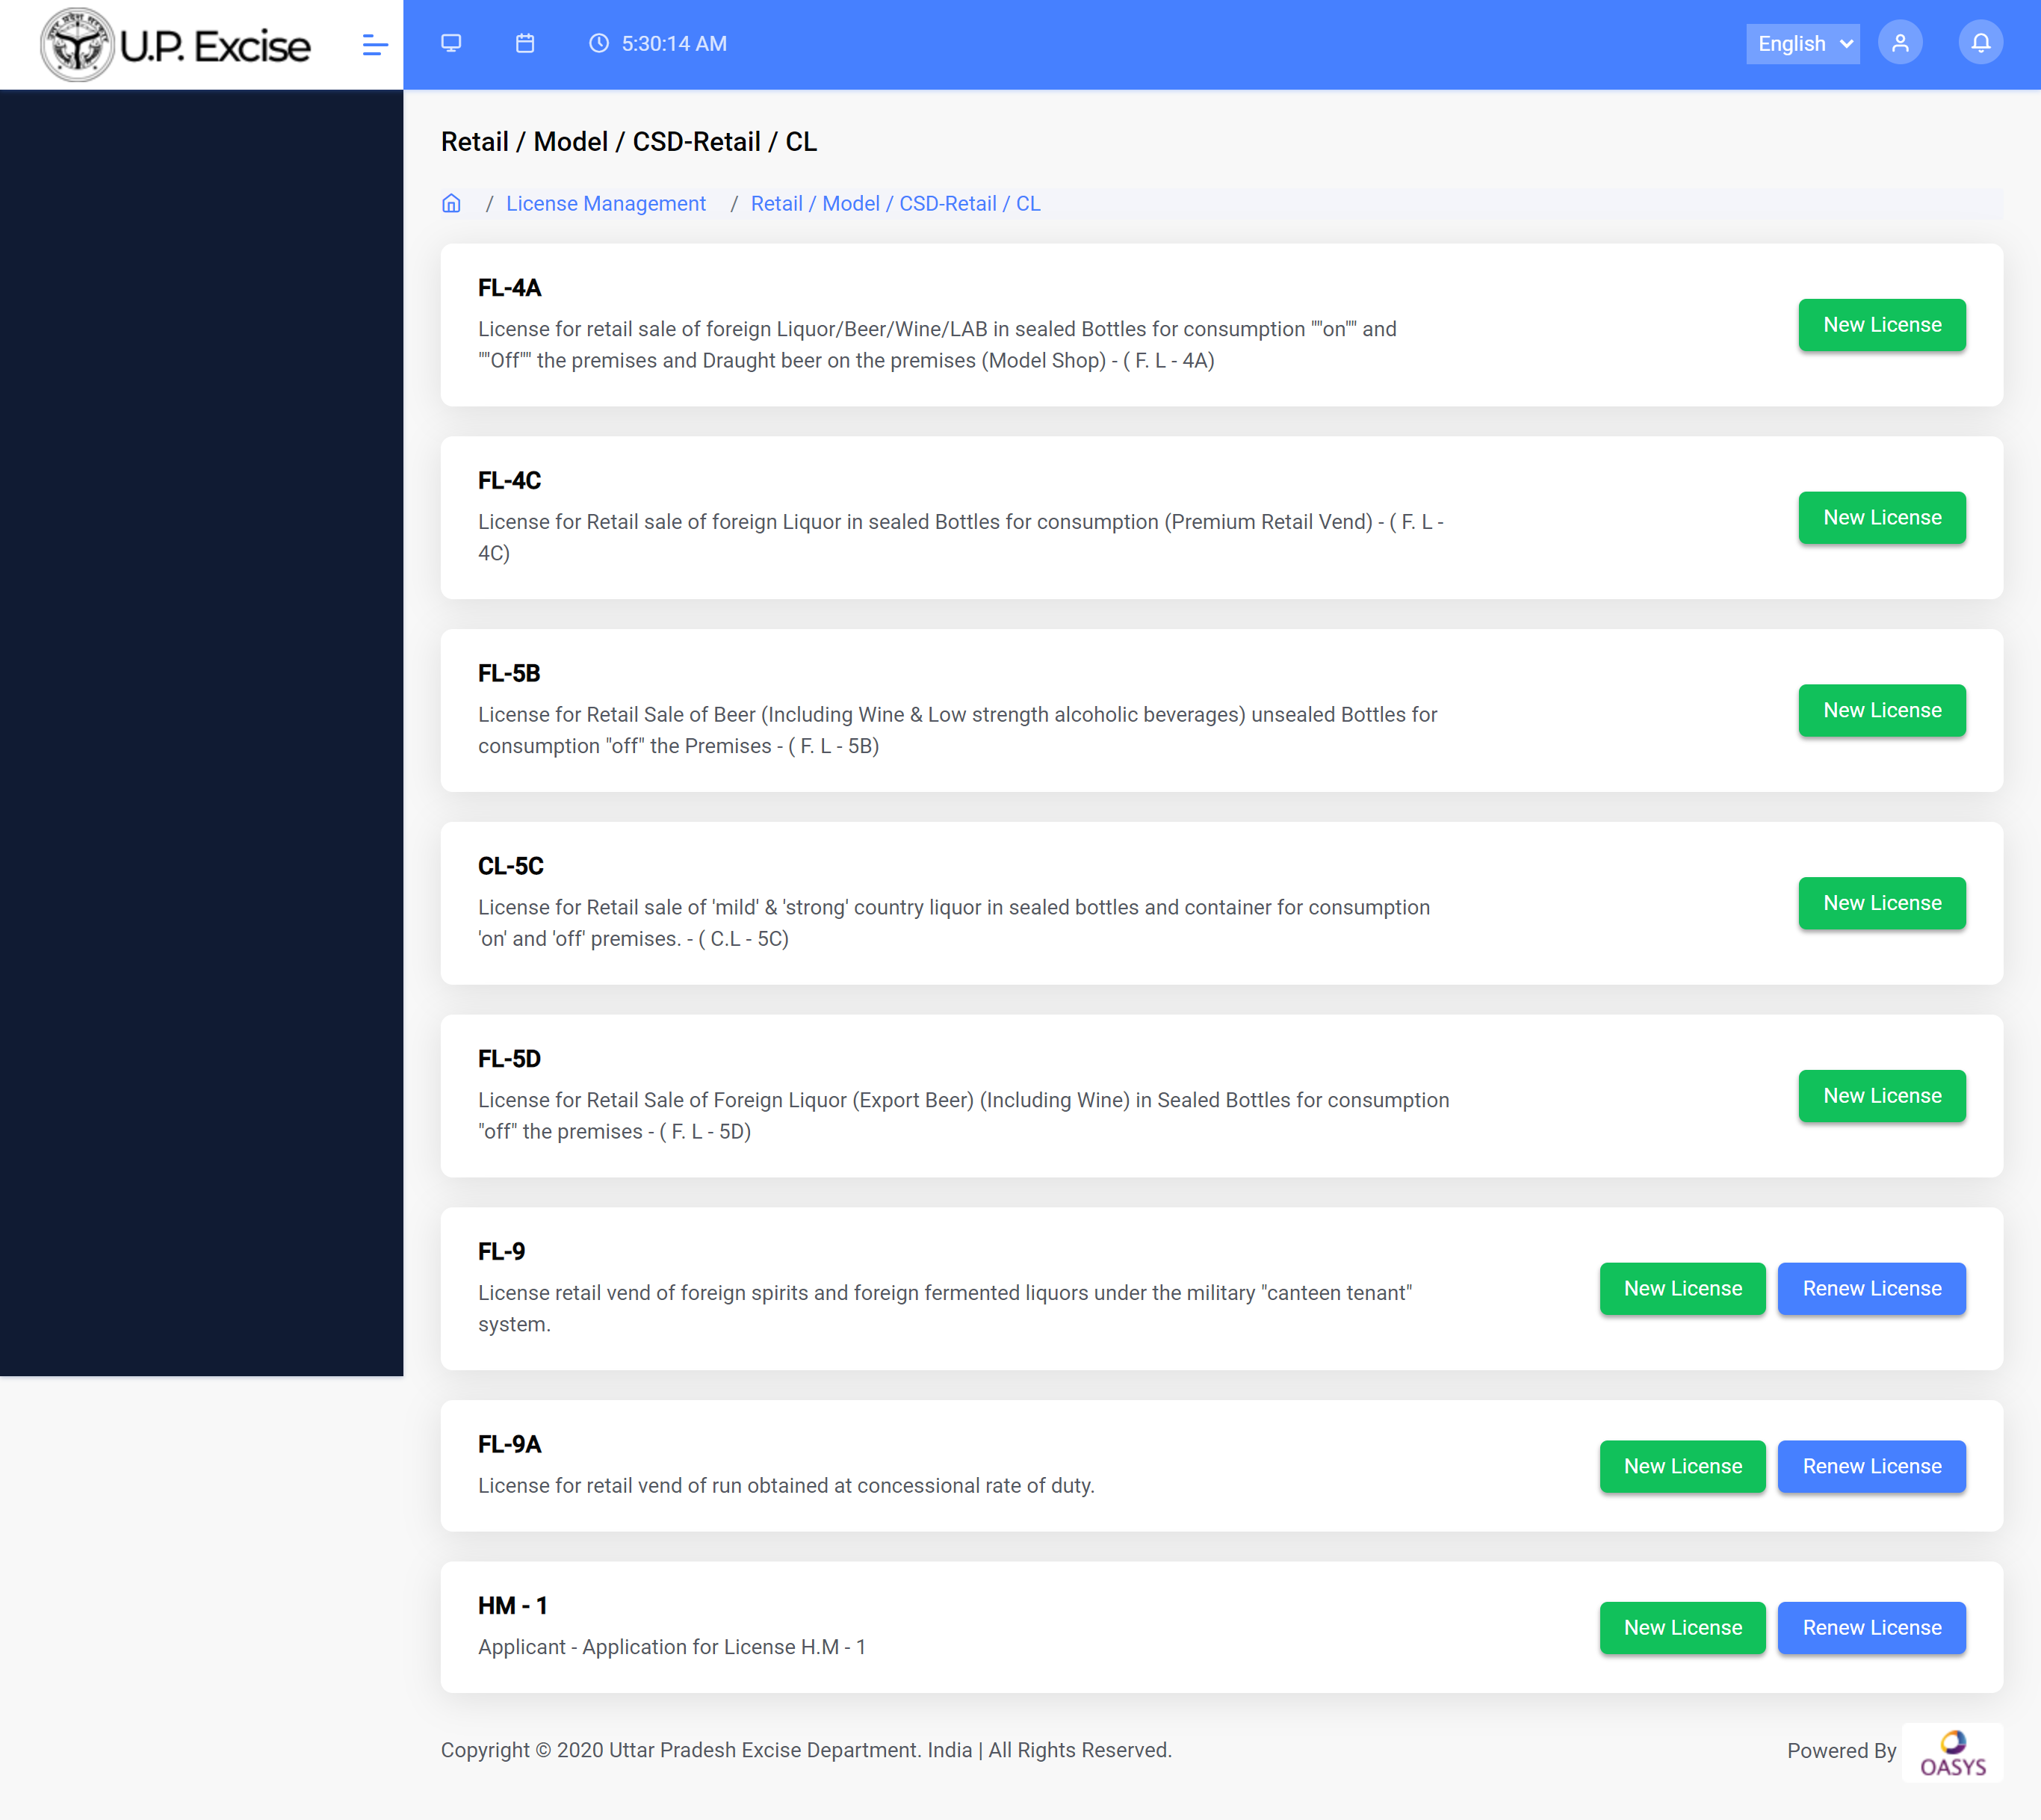 U.P. Excise
5:30:14 AM
English
Retail / Model / CSD-Retail / CL
/ License Management / Retail / Model / CSD-Retail / CL
FL-4A
License for retail sale of foreign Liquor/Beer/Wine/LAB in sealed Bottles for consumption ""on"" and
""Off"" the premises and Draught beer on the premises (Model Shop) - ( F. L - 4A)
New License
FL-4C
License for Retail sale of foreign Liquor in sealed Bottles for consumption (Premium Retail Vend) - ( F. L -
4C)
New License
FL-5B
License for Retail Sale of Beer (Including Wine & Low strength alcoholic beverages) unsealed Bottles for
consumption "off" the Premises - ( F. L - 5B)
New License
CL-5C
License for Retail sale of 'mild' & 'strong' country liquor in sealed bottles and container for consumption
'on' and 'off' premises. - ( C.L - 5C)
New License
FL-5D
License for Retail Sale of Foreign Liquor (Export Beer) (Including Wine) in Sealed Bottles for consumption
"off" the premises - ( F. L - 5D)
New License
FL-9
License retail vend of foreign spirits and foreign fermented liquors under the military "canteen tenant"
system.
New License Renew License
FL-9A
License for retail vend of run obtained at concessional rate of duty.
New License Renew License
HM - 1
Applicant - Application for License H.M - 1
New License Renew License
Copyright © 2020 Uttar Pradesh Excise Department. India | All Rights Reserved.
Powered By OASYS